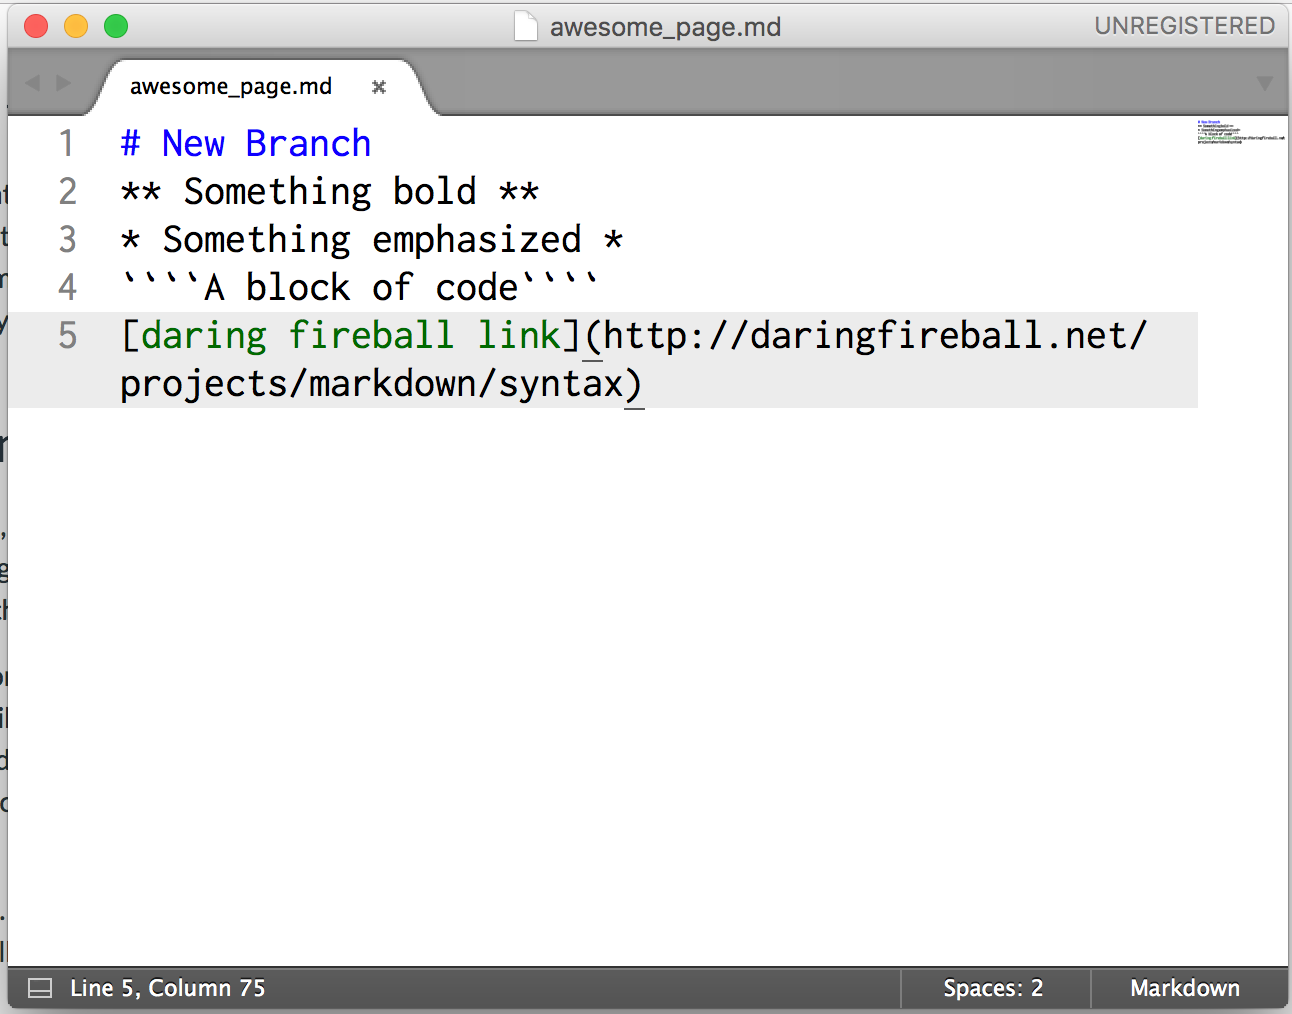 awesome_page.md
UNREGISTERED
awesome_page.md
1 # New Branch
2 ** Something bold **
3 * Something emphasized *
4 ````A block of code````
5 [daring fireball link](http://daringfireball.net/
projects/markdown/syntax)
Line 5, Column 75
Spaces: 2
Markdown